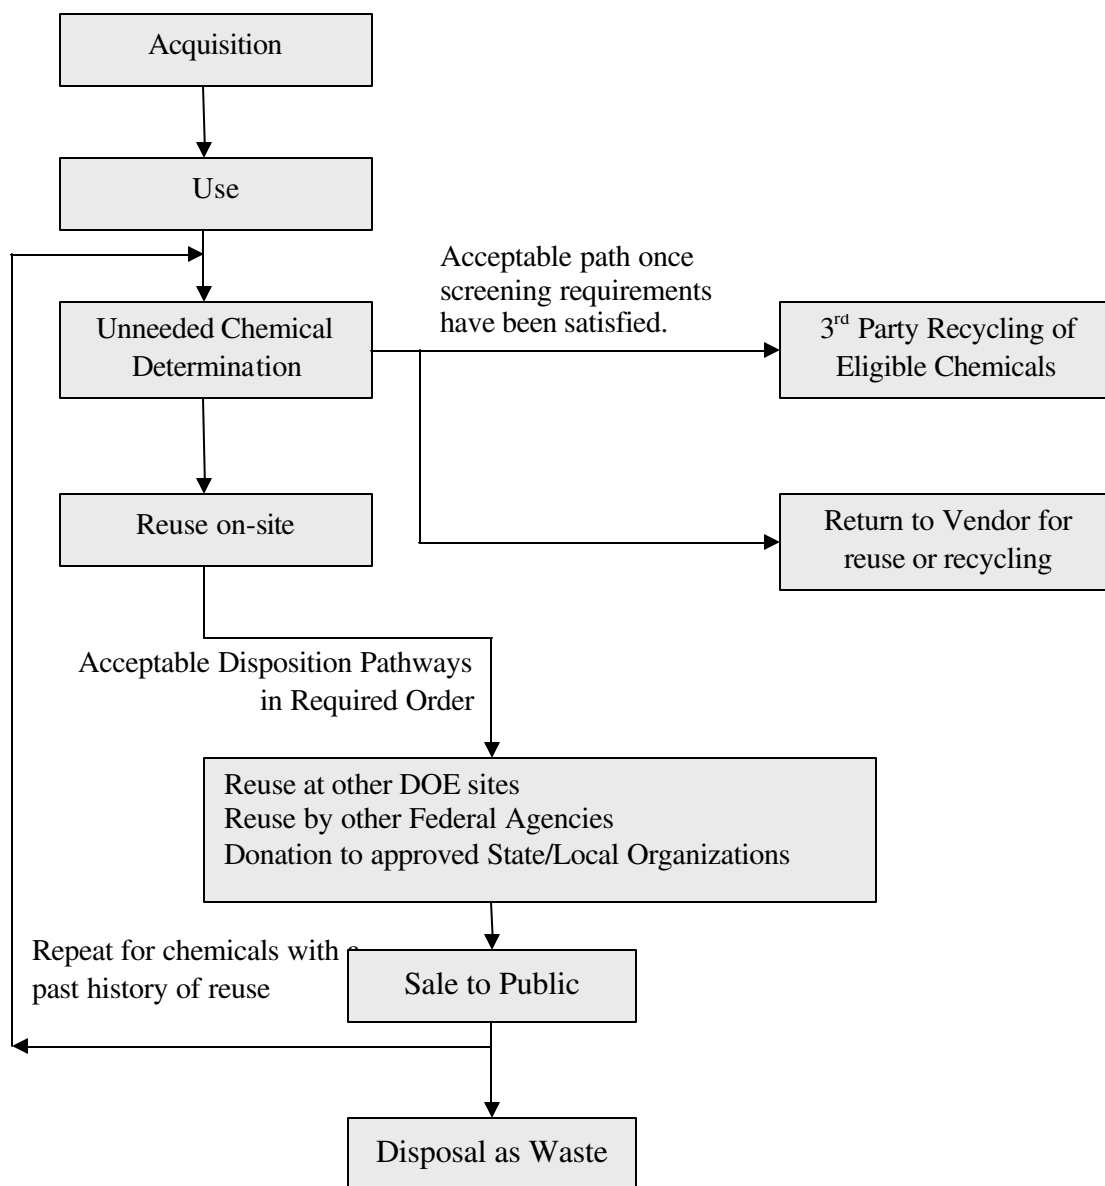 Acquisition
Use
Acceptable path once
screening requirements
have been satisfied.
Unneeded Chemical
Determination
3rd Party Recycling of
Eligible Chemicals
Reuse on-site
Return to Vendor for
reuse or recycling
Acceptable Disposition Pathways
in Required Order
Reuse at other DOE sites
Reuse by other Federal Agencies
Donation to approved State/Local Organizations
Repeat for chemicals with
past history of reuse
Sale to Public
Disposal as Waste